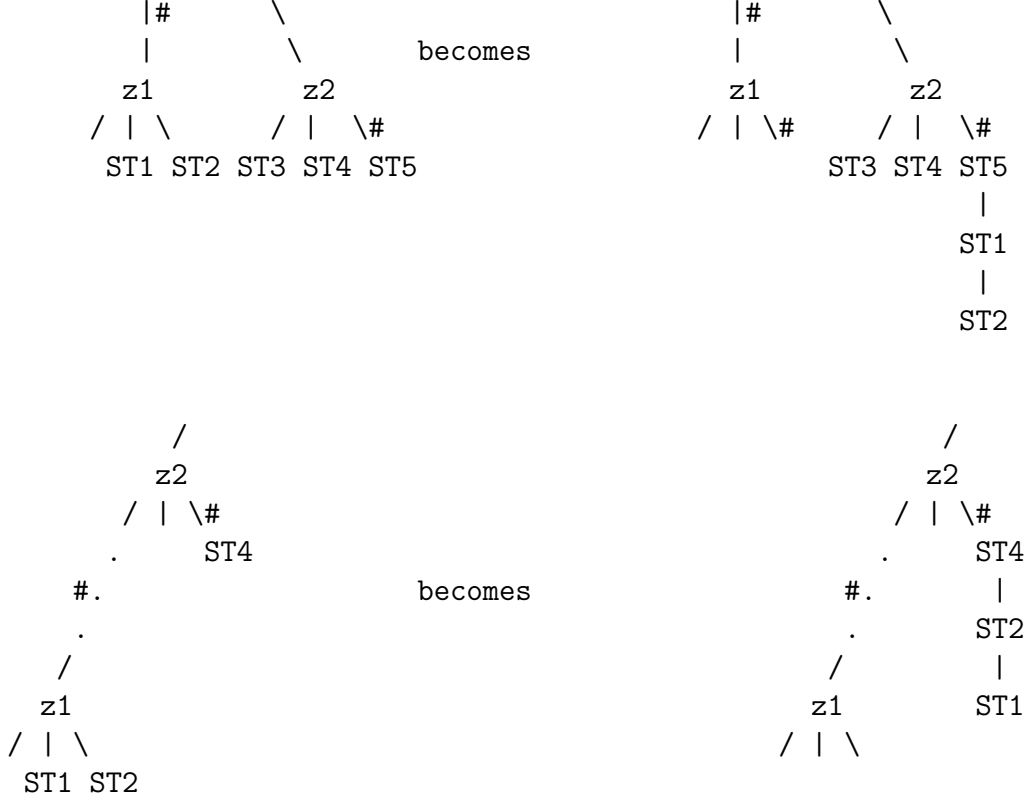 |#       \                            |#       \
|         \       becomes             |         \
z1         z2                         z1         z2
/ | \      / |  \#                 / | \#     / |  \#
ST1 ST2 ST3 ST4 ST5                         ST3 ST4 ST5
|
ST1
|
ST2
/                                              /
z2                                             z2
/ | \#                                         / | \#
.     ST4                                      .     ST4
#.                   becomes                   #.       |
.                                              .       ST2
/                                              /         |
z1                                             z1        ST1
/ | \                                          / | \
ST1 ST2